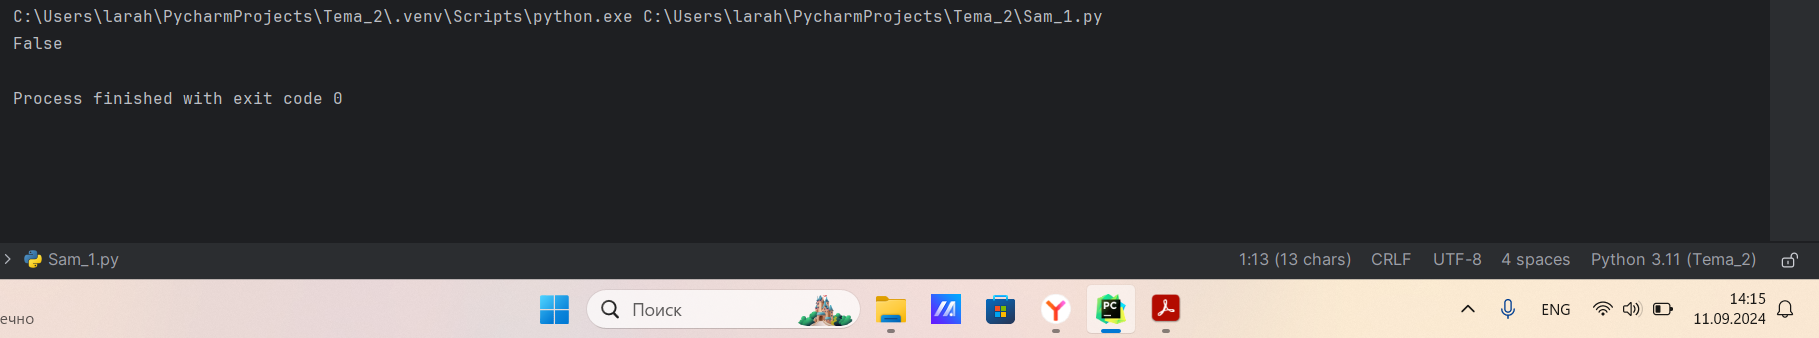 C:\Users\larah\PycharmProjects\Tema_2\.venv\Scripts\python.exe C:\Users\larah\PycharmProjects\Tema_2\Sam_1.py
False
Process finished with exit code 0
Sam_1.py 1:13 (13 chars) CRLF UTF-8 4 spaces Python 3.11 (Tema_2)
ечно Поиск PC ENG 14:15
11.09.2024